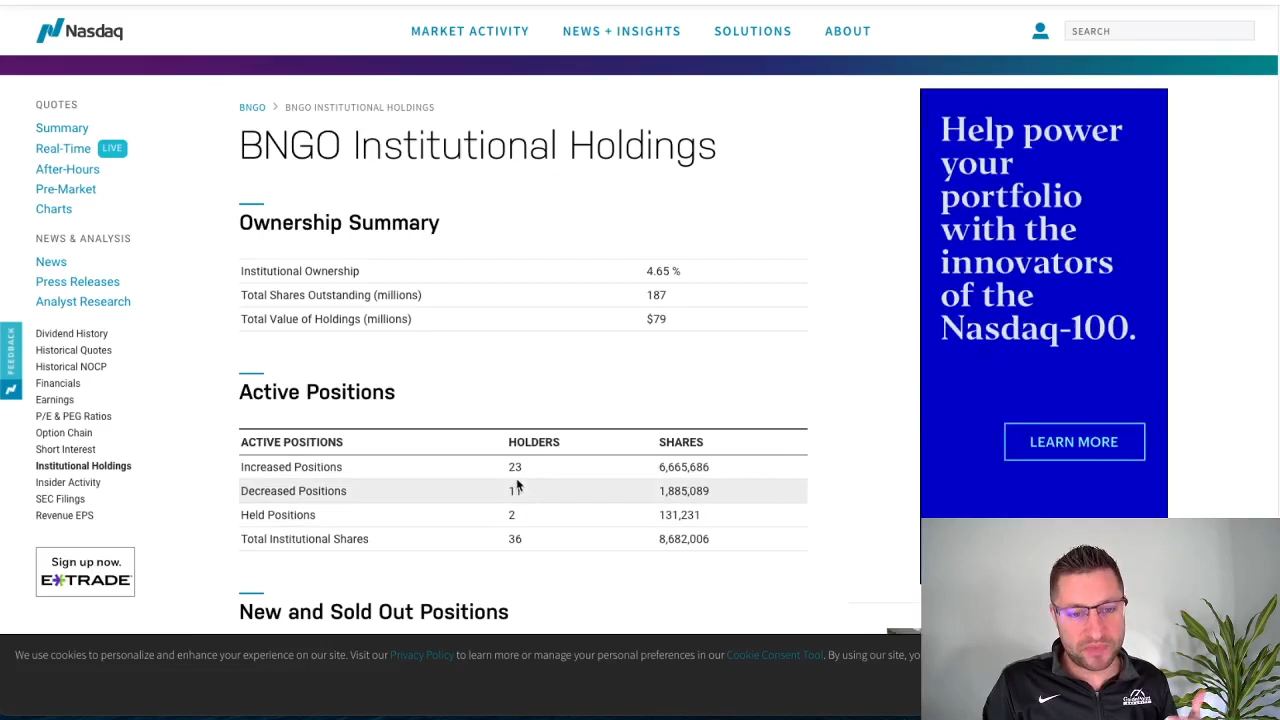 Nasdaq
MARKET ACTIVITY NEWS + INSIGHTS SOLUTIONS ABOUT
SEARCH
QUOTES
Summary
Real-Time LIVE
After-Hours
Pre-Market
Charts
NEWS & ANALYSIS
News
Press Releases
Analyst Research
FEEDBACK
Dividend History
Historical Quotes
Historical NOCP
Financials
Earnings
P/E & PEG Ratios
Option Chain
Short Interest
Institutional Holdings
Insider Activity
SEC Filings
Revenue EPS
Sign up now.
E*TRADE
BNGO > BNGO INSTITUTIONAL HOLDINGS
BNGO Institutional Holdings
Ownership Summary
Institutional Ownership 4.65 %
Total Shares Outstanding (millions) 187
Total Value of Holdings (millions) $79
Active Positions
ACTIVE POSITIONS HOLDERS SHARES
Increased Positions 23 6,665,686
Decreased Positions 11 1,885,089
Held Positions 2 131,231
Total Institutional Shares 36 8,682,006
New and Sold Out Positions
Help power
your
portfolio
with the
innovators
of the
Nasdaq-100.
LEARN MORE
We use cookies to personalize and enhance your experience on our site. Visit our Privacy Policy to learn more or manage your personal preferences in our Cookie Consent Tool. By using our site, yo